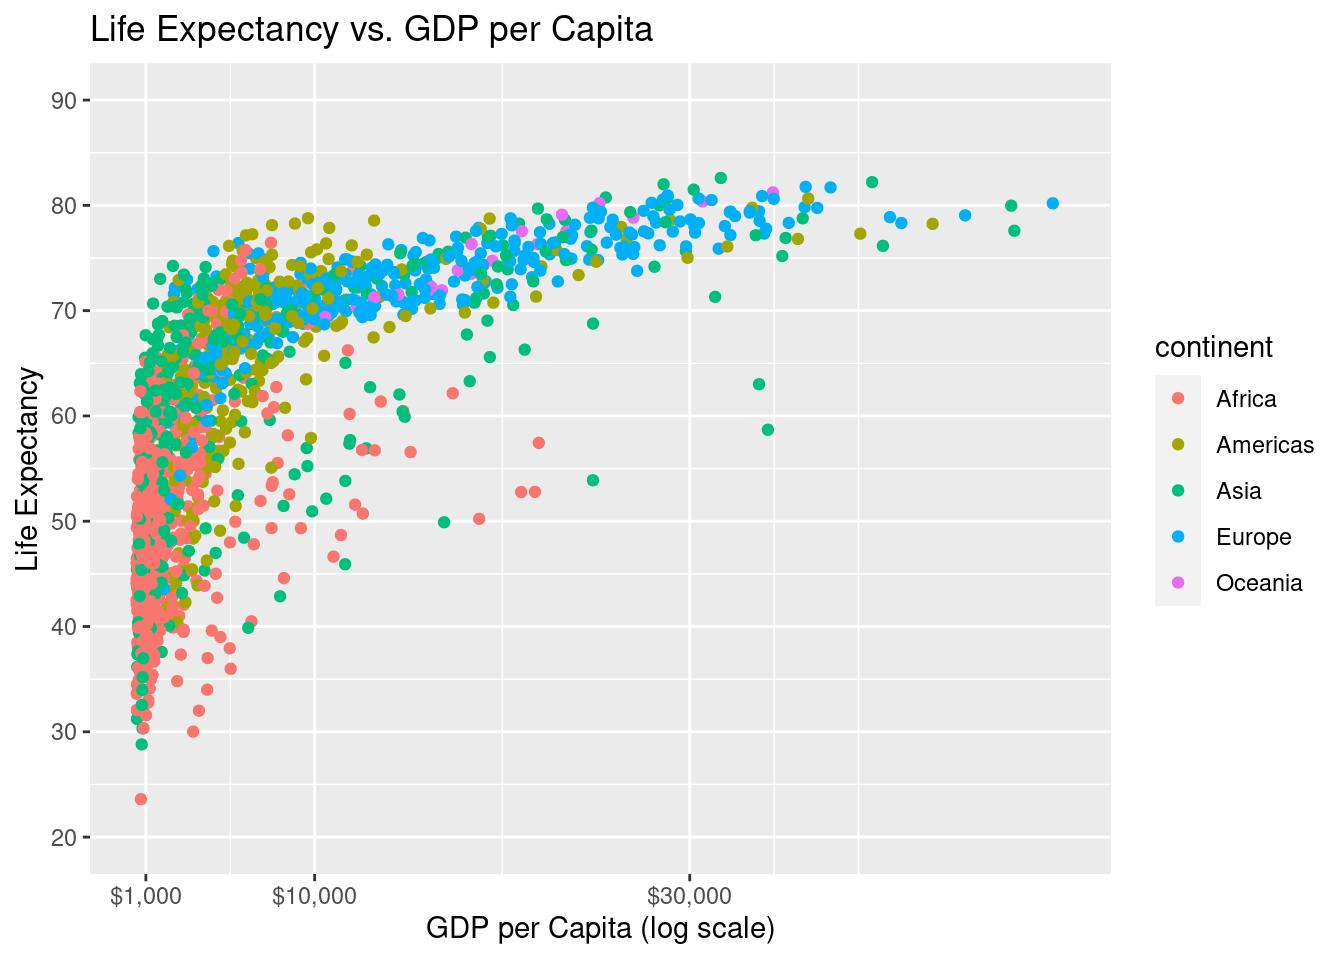 Life Expectancy vs. GDP per Capita
90
80
70
60
50
40
30
20
Life Expectancy
$1,000 $10,000 $30,000
GDP per Capita (log scale)
continent
Africa
Americas
Asia
Europe
Oceania